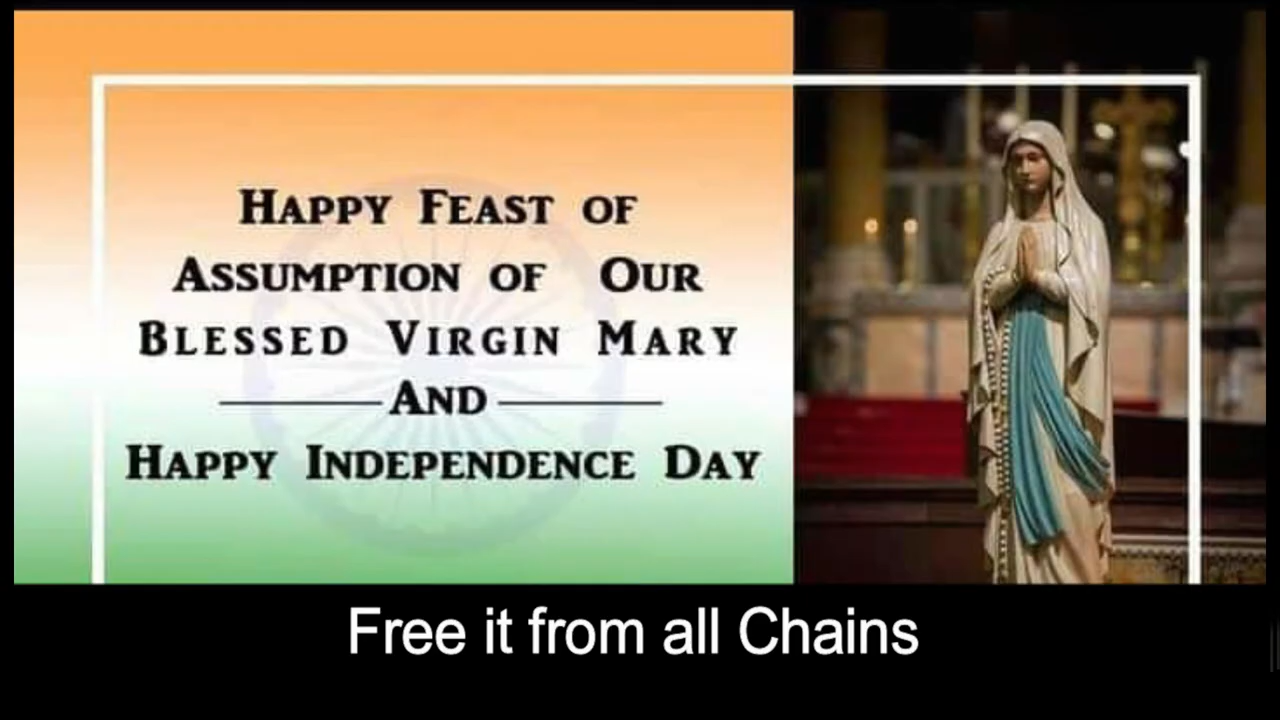 Happy Feast of
Assumption of Our
Blessed Virgin Mary
And
Happy Independence Day
Free it from all Chains